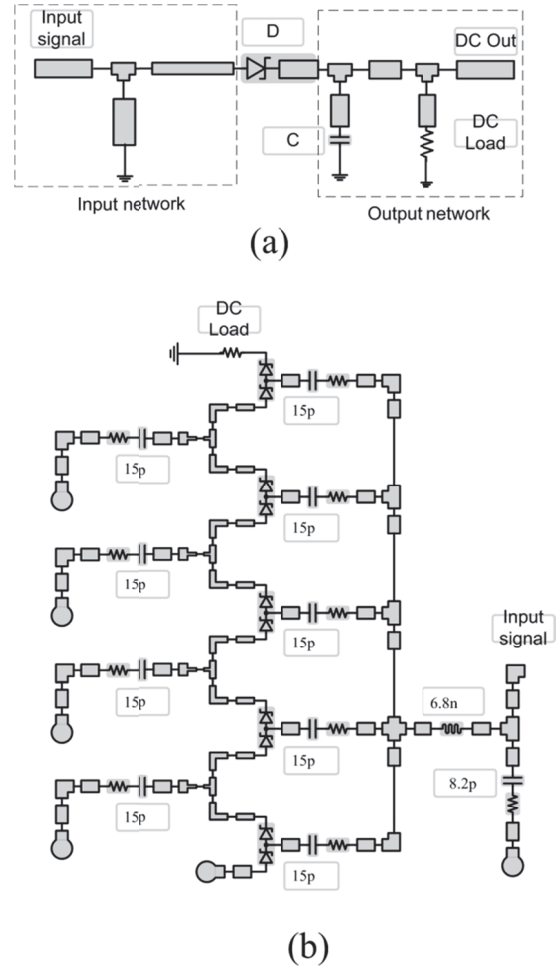 Input
signal
D
DC Out
C
DC
Load
Input network
Output network
(a)
DC
Load
15p
15p
15p
15p
15p
15p
Input
signal
15p
6.8n
15p
8.2p
15p
15p
(b)